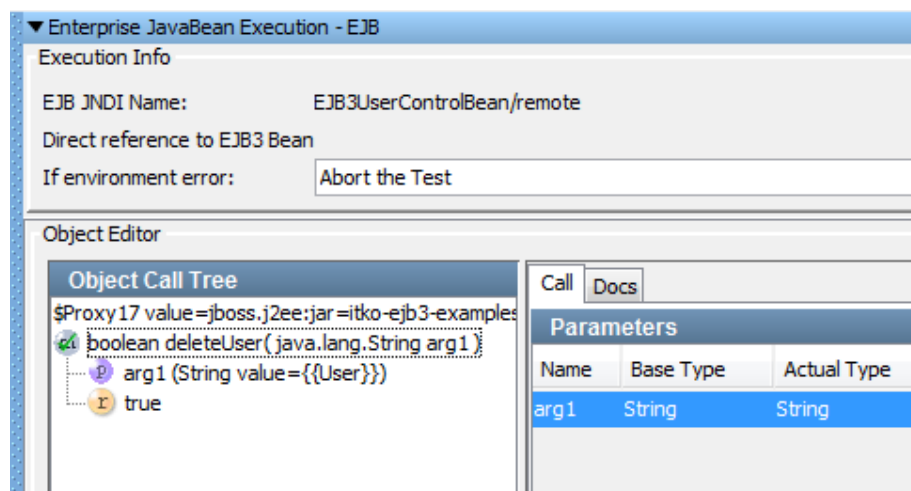 Enterprise JavaBean Execution - EJB
Execution Info
EJB JNDI Name: EJB3UserControlBean/remote
Direct reference to EJB3 Bean
If environment error: Abort the Test
Object Editor
Object Call Tree
$Proxy17 value=jboss.j2ee:jar=itko-ejb3-examples
boolean deleteUser( java.lang.String arg1 )
P arg1 (String value={{User}})
r true
Call Docs
Parameters
Name Base Type Actual Type
arg1 String String